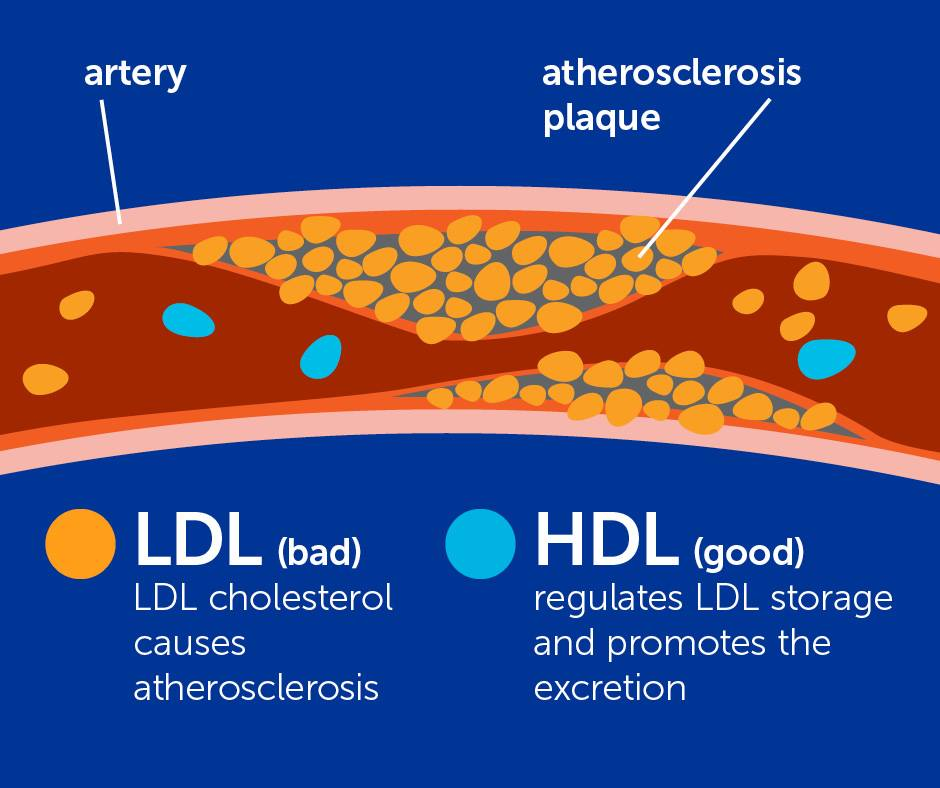 artery
atherosclerosis
plaque
LDL (bad)
LDL cholesterol
causes
atherosclerosis
HDL (good)
regulates LDL storage
and promotes the
excretion